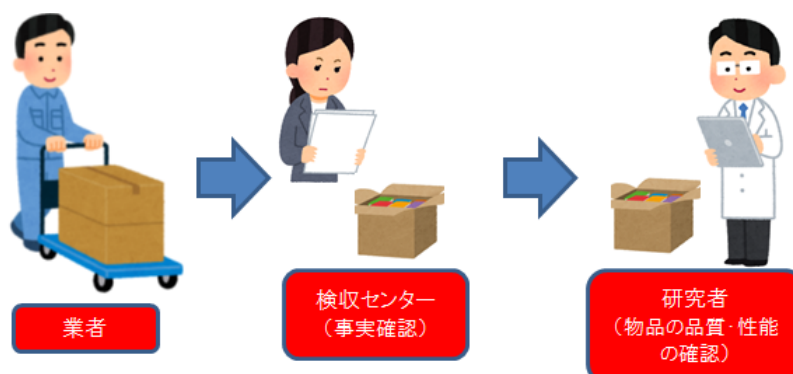 業者
検収センター
（事実確認）
研究者
（物品の品質・性能
の確認）